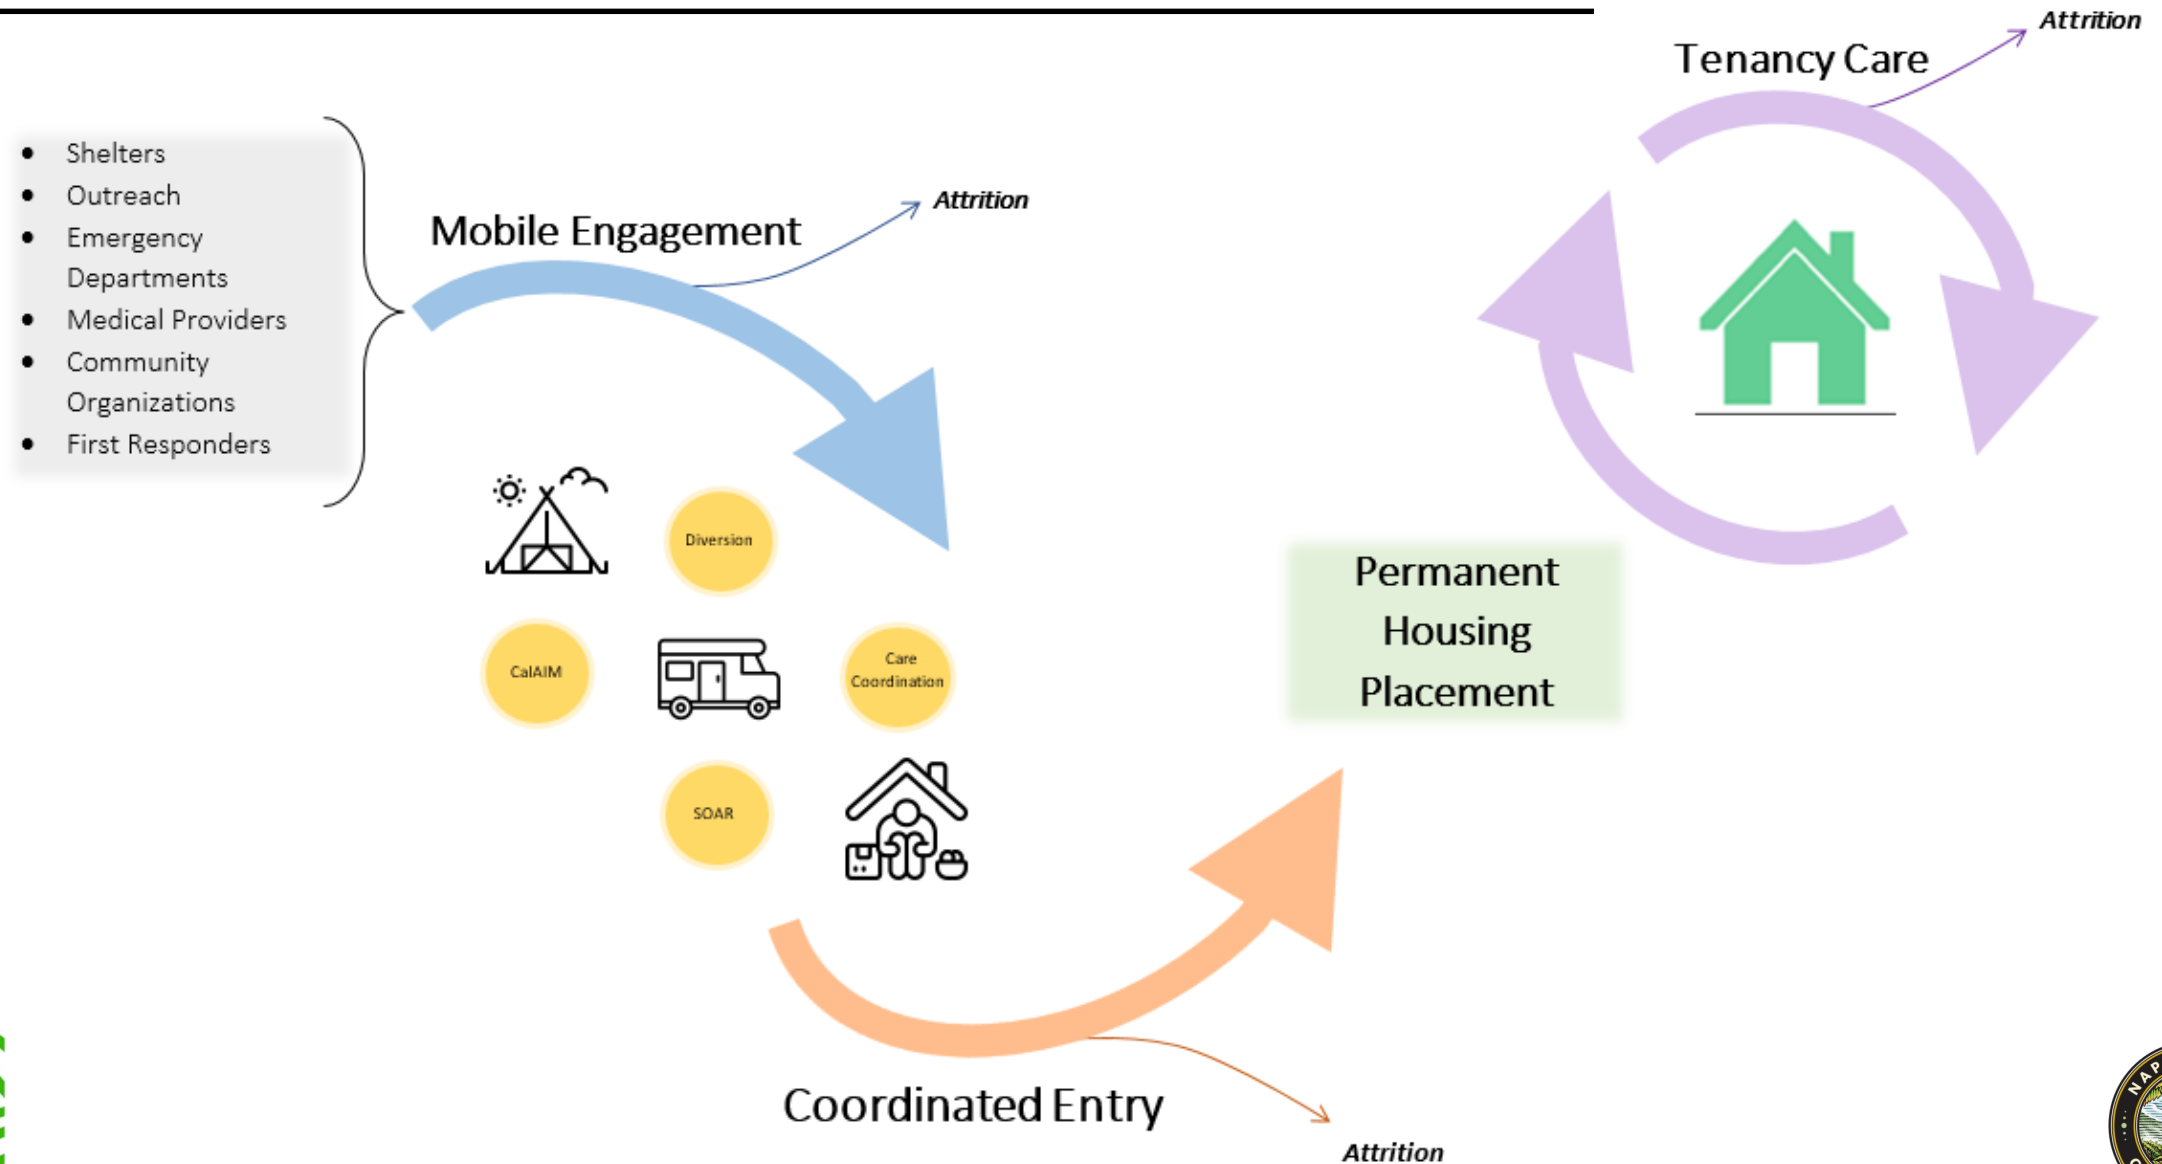 Attrition
Tenancy Care
Shelters
Outreach
Emergency
Departments
Medical Providers
Community
Organizations
First Responders
Mobile Engagement
Attrition
Diversion
CalAIM
Care
Coordination
SOAR
Permanent
Housing
Placement
Coordinated Entry
Attrition